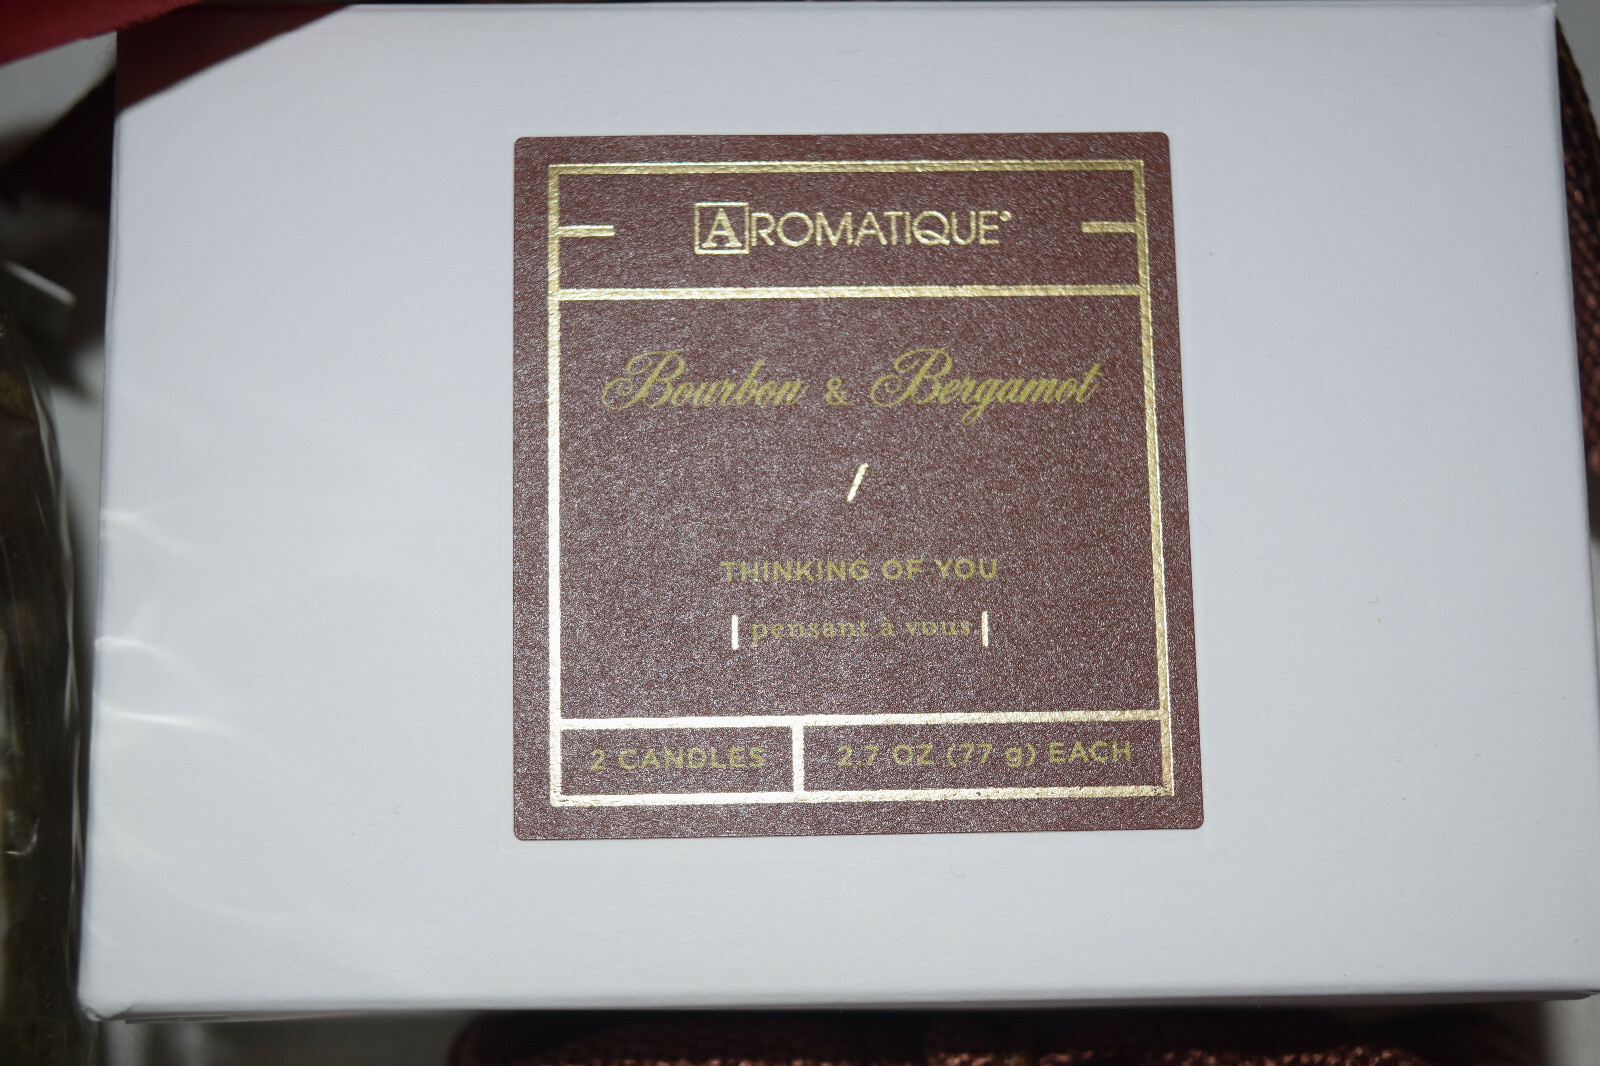 AROMATIQUE®
Bourbon & Bergamot
/
THINKING OF YOU
| pensant à vous |
2 CANDLES
2.7 OZ (77 g) EACH